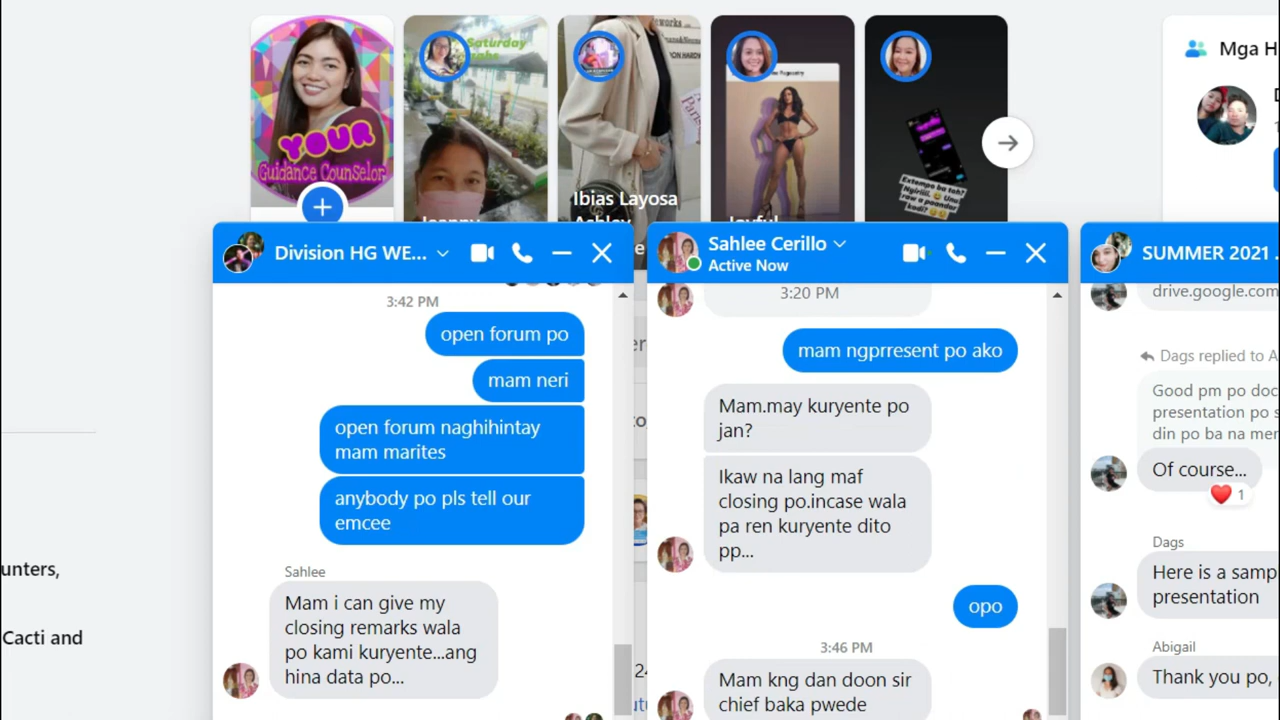 YOUR
Guidance Counselor
Saturday
Ibias Layosa
Ashley
Joyful
Extempo ba teh?
Mga H
Division HG WE...
3:42 PM
open forum po
mam neri
open forum naghihintay
mam marites
anybody po pls tell our
emcee
Sahlee
Mam i can give my
closing remarks wala
po kami kuryente...ang
hina data po...
Sahlee Cerillo
Active Now
3:20 PM
mam ngprresent po ako
Mam.may kuryente po
jan?
Ikaw na lang maf
closing po.incase wala
pa ren kuryente dito
pp...
opo
3:46 PM
Mam kng dan doon sir
chief baka pwede
SUMMER 2021 .
drive.google.com
Dags replied to A
Good pm po doc
presentation po s
din po ba na mer
Of course...
1
Dags
Here is a samp
presentation
Abigail
Thank you po,
unters,
Cacti and